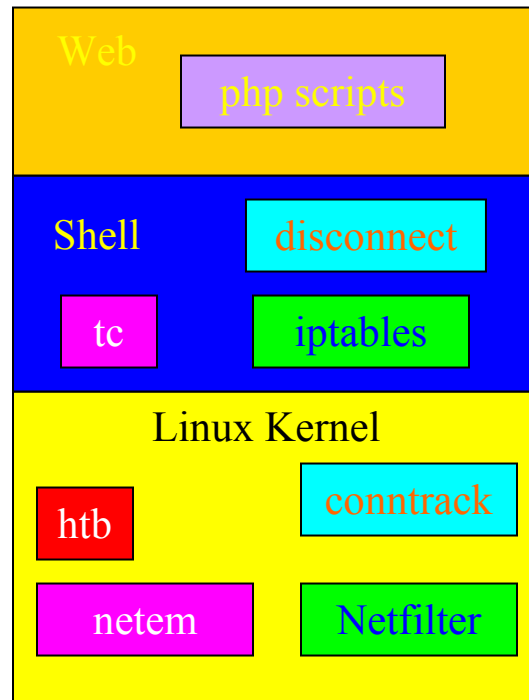 Web
php scripts
Shell
disconnect
tc
iptables
Linux Kernel
conntrack
htb
netem
Netfilter